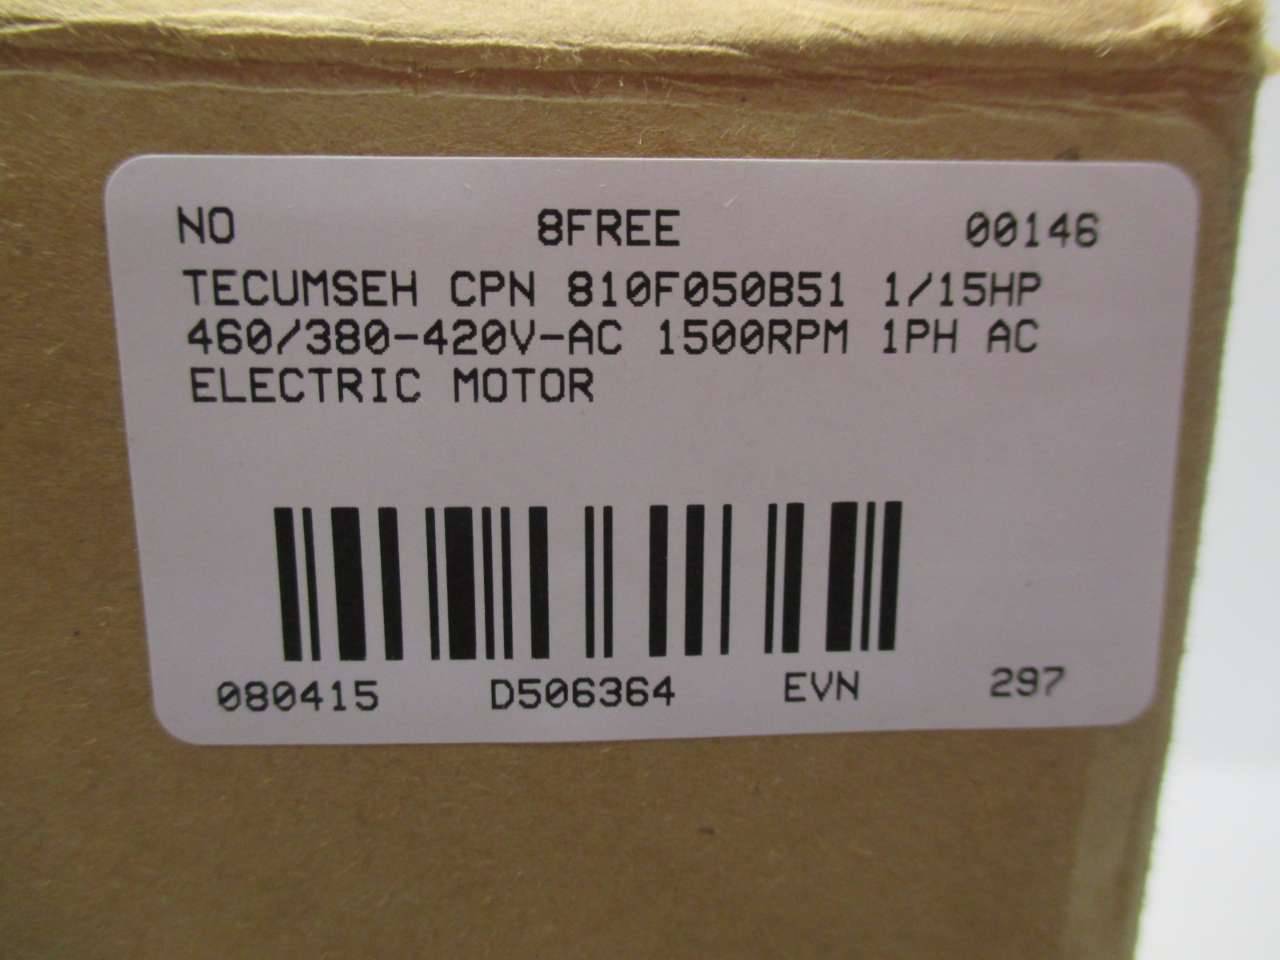 NO 8FREE 00146
TECUMSEH CPN 810F050B51 1/15HP
460/380-420V-AC 1500RPM 1PH AC
ELECTRIC MOTOR
080415 D506364 EVN 297